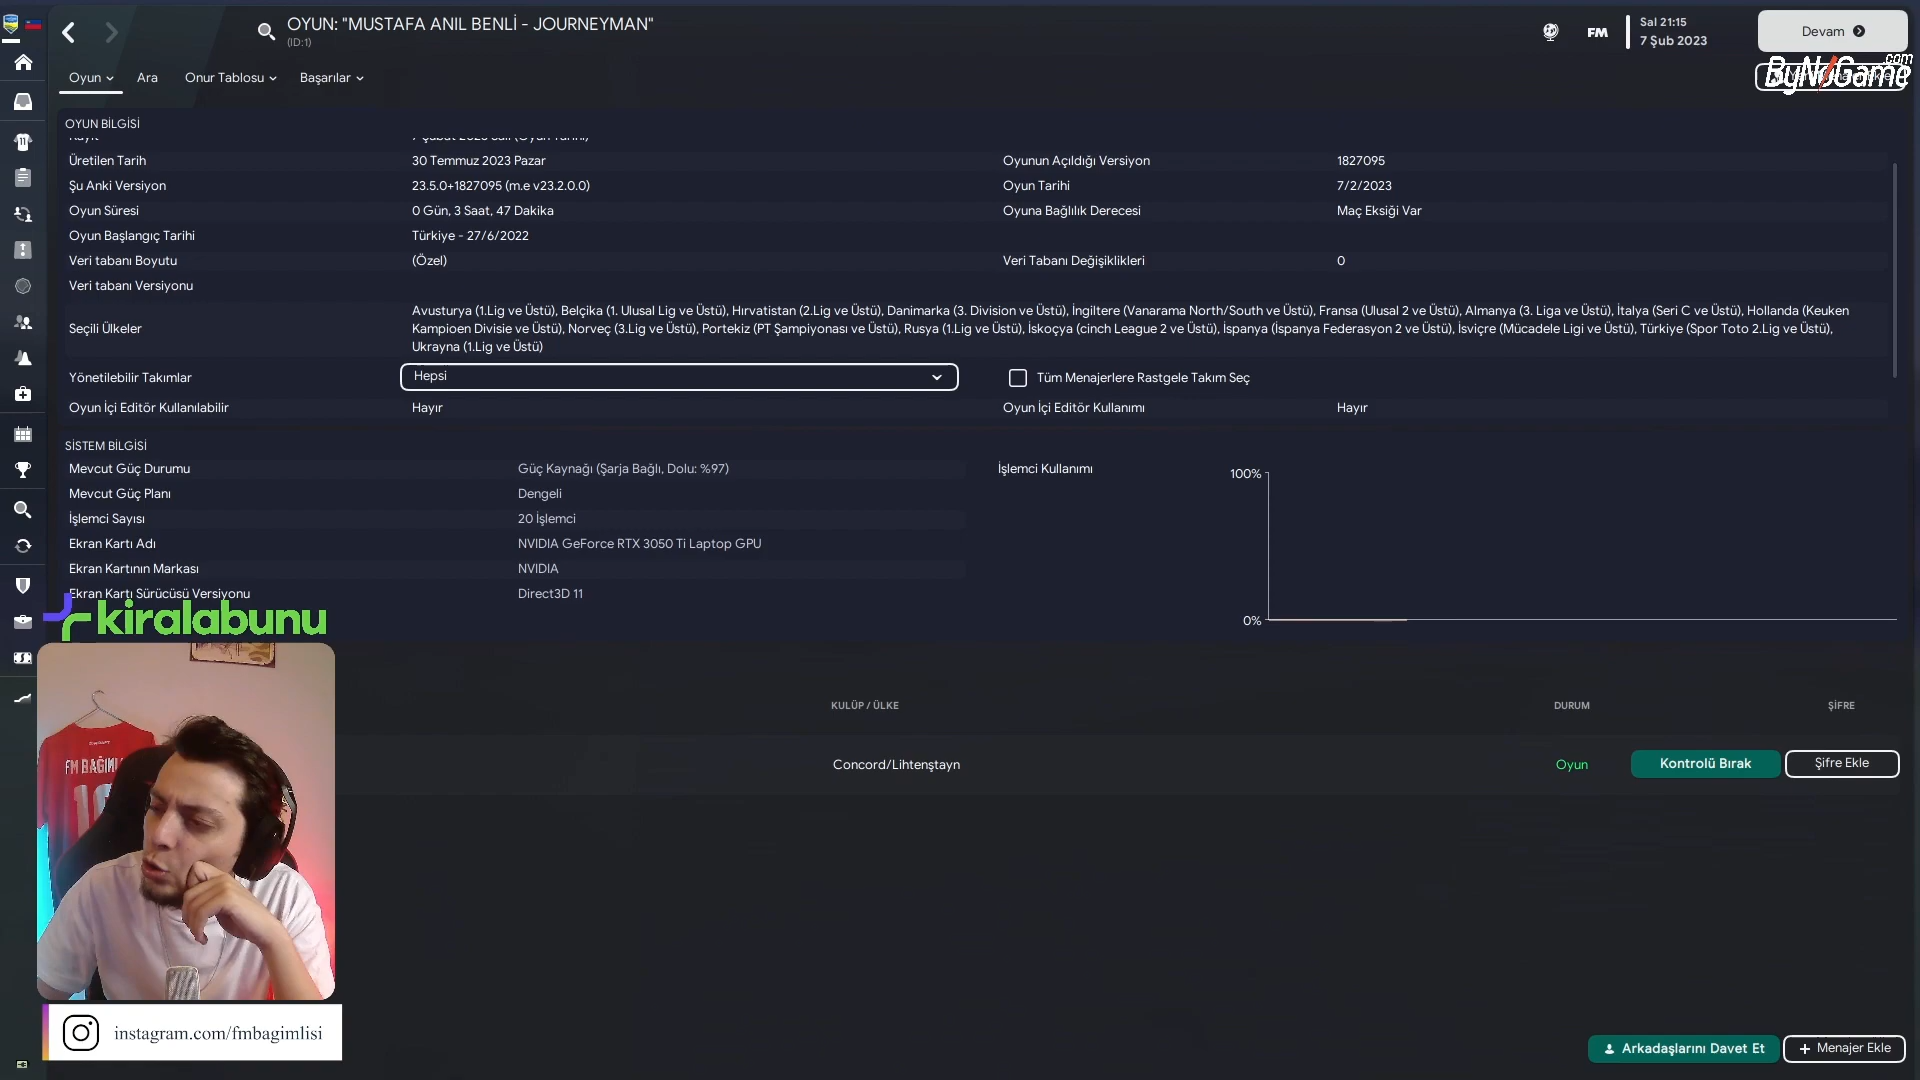 OYUN: "MUSTAFA ANIL BENLİ - JOURNEYMAN"
(ID:1)
FM
Sal 21:15
7 Şub 2023
Devam
ByNoGame.com
Oyun
Ara
Onur Tablosu
Başarılar
OYUN BİLGİSİ
Üretilen Tarih 30 Temmuz 2023 Pazar Oyunun Açıldığı Versiyon 1827095
Şu Anki Versiyon 23.5.0+1827095 (m.e v23.2.0.0) Oyun Tarihi 7/2/2023
Oyun Süresi 0 Gün, 3 Saat, 47 Dakika Oyuna Bağlılık Derecesi Maç Eksiği Var
Oyun Başlangıç Tarihi Türkiye - 27/6/2022
Veri tabanı Boyutu (Özel) Veri Tabanı Değişiklikleri 0
Veri tabanı Versiyonu
Seçili Ülkeler
Avusturya (1.Lig ve Üstü), Belçika (1. Ulusal Lig ve Üstü), Hırvatistan (2.Lig ve Üstü), Danimarka (3. Division ve Üstü), İngiltere (Vanarama North/South ve Üstü), Fransa (Ulusal 2 ve Üstü), Almanya (3. Liga ve Üstü), İtalya (Seri C ve Üstü), Hollanda (Keuken
Kampioen Divisie ve Üstü), Norveç (3.Lig ve Üstü), Portekiz (PT Şampiyonası ve Üstü), Rusya (1.Lig ve Üstü), İskoçya (cinch League 2 ve Üstü), İspanya (İspanya Federasyon 2 ve Üstü), İsviçre (Mücadele Ligi ve Üstü), Türkiye (Spor Toto 2.Lig ve Üstü),
Ukrayna (1.Lig ve Üstü)
Yönetilebilir Takımlar Hepsi Tüm Menajerlere Rastgele Takım Seç
Oyun İçi Editör Kullanılabilir Hayır Oyun İçi Editör Kullanımı Hayır
SİSTEM BİLGİSİ
Mevcut Güç Durumu Güç Kaynağı (Şarja Bağlı, Dolu: %97) İşlemci Kullanımı
100%
Mevcut Güç Planı Dengeli
İşlemci Sayısı 20 İşlemci
Ekran Kartı Adı NVIDIA GeForce RTX 3050 Ti Laptop GPU
Ekran Kartının Markası NVIDIA
Ekran Kartı Sürücüsü Versiyonu Direct3D 11
0%
kiralabunu
KULÜP / ÜLKE DURUM ŞİFRE
Concord/Lihtenştayn Oyun Kontrolü Bırak Şifre Ekle
FM BAĞIMLI
instagram.com/fmbagimlisi
Arkadaşlarını Davet Et
Menajer Ekle